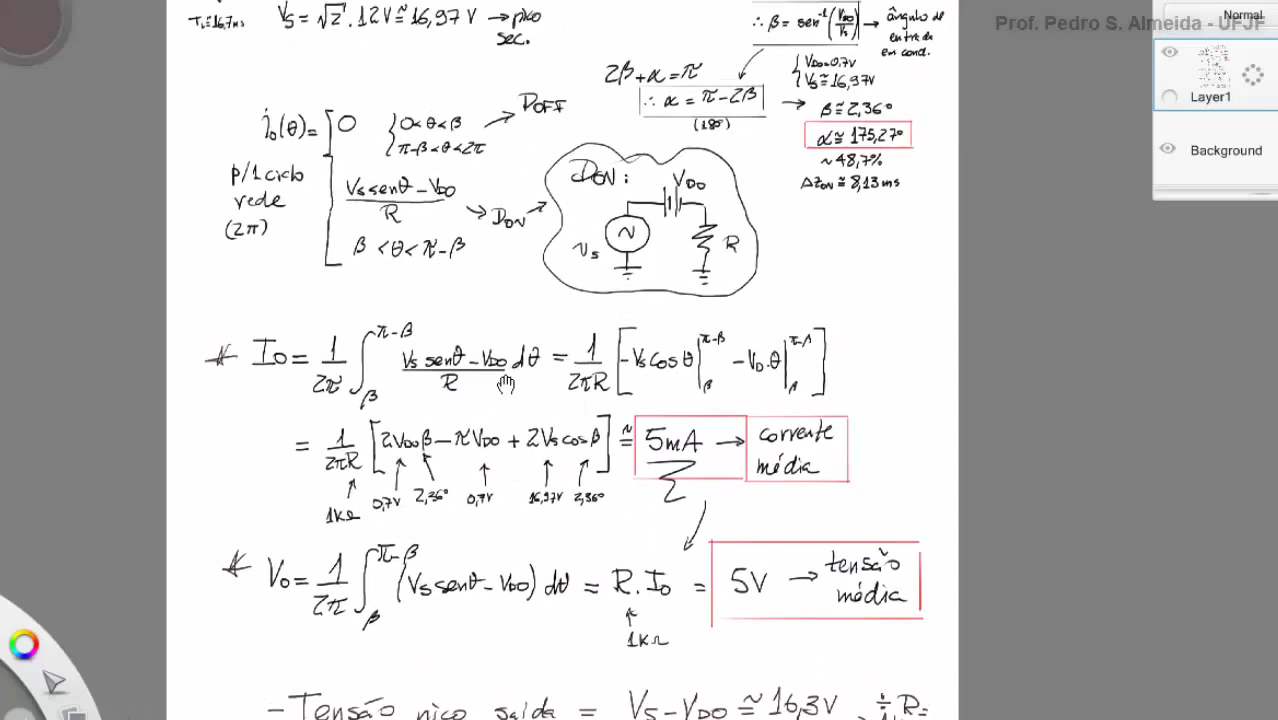 T₁≅16,7ms
Vs = √2 . 12V ≅ 16,97 V → pico sec.
∴ β = sen⁻¹(VDO/Vs) → ângulo de entrada em cond.
Prof. Pedro S. Almeida - UFJF
Normal
Layer1
Background
2β + α = π
{ VDO=0,7V
Vs ≅ 16,97V
∴ α = π − 2β →
(180°)
β ≅ 2,36°
α ≅ 175,27°
~48,7%
ΔtON ≅ 8,13ms
io(θ) = 0 { 0<θ<β
π−β<θ<2π → DOFF
p/1 ciclo
rede
(2π)
Vs senθ − VDO / R → DON →
β < θ < π−β
DON:
VDO
vs
R
* Io = 1/2π ∫β^π−β (Vs senθ − VDO)/R dθ = 1/2πR [−Vs cosθ |β^π−β − VD.θ |β^π−β]
= 1/2πR [2VDOβ − πVDO + 2Vs cosβ] ≅ 5mA → corrente média
1kΩ 0,7V 2,36° 0,7V 16,97V 2,36°
* Vo = 1/2π ∫β^π−β (Vs senθ − VDO) dθ = R.Io = 5V → tensão média
1kΩ
- Tensão pico saída = Vs − VDO ≅ 16,3V ÷ R =